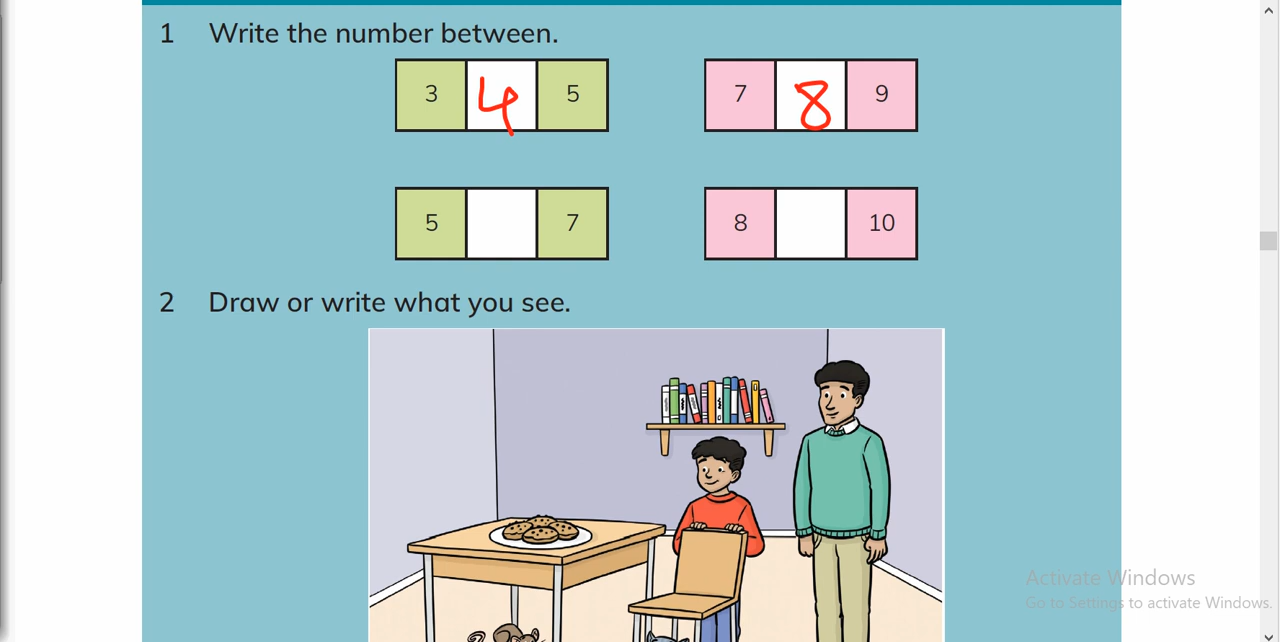 1 Write the number between.
3 4 5 7 8 9
5 7 8 10
2 Draw or write what you see.
Activate Windows
Go to Settings to activate Windows.